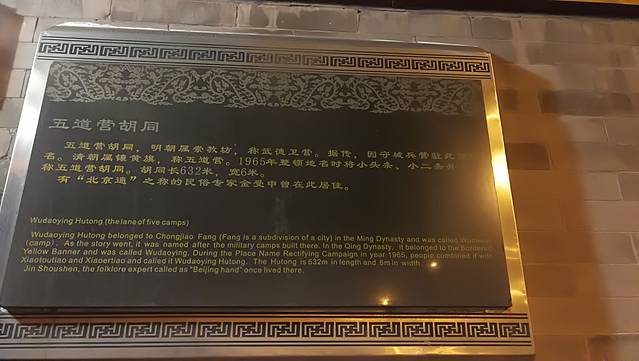 五道营胡同
五道营胡同，明朝属崇教坊，称武德卫营。据传，因守城兵营驻此
名。清朝属镶黄旗，称五道营。1965年整顿地名时将小头条、小二条并
称五道营胡同。胡同长632米，宽6米。
有“北京通”之称的民俗专家金受申曾在此居住。
Wudaoying Hutong (the lane of five camps)
Wudaoying Hutong belonged to Chongjiao Fang (Fang is a subdivision of a city) in the Ming Dynasty and was called
(camp). As the story went, it was named after the military camps built there. In the Qing Dynasty, it belonged to the Bordered
Yellow Banner and was called Wudaoying. During the Place Name Rectifying Campaign in year 1965, people combined it with
Xiaotoutiao and Xiaoertiao and called it Wudaoying Hutong. The Hutong is 632m in length and 6m in width.
Jin Shoushen, the folklore expert called as "Beijing hand" once lived there.